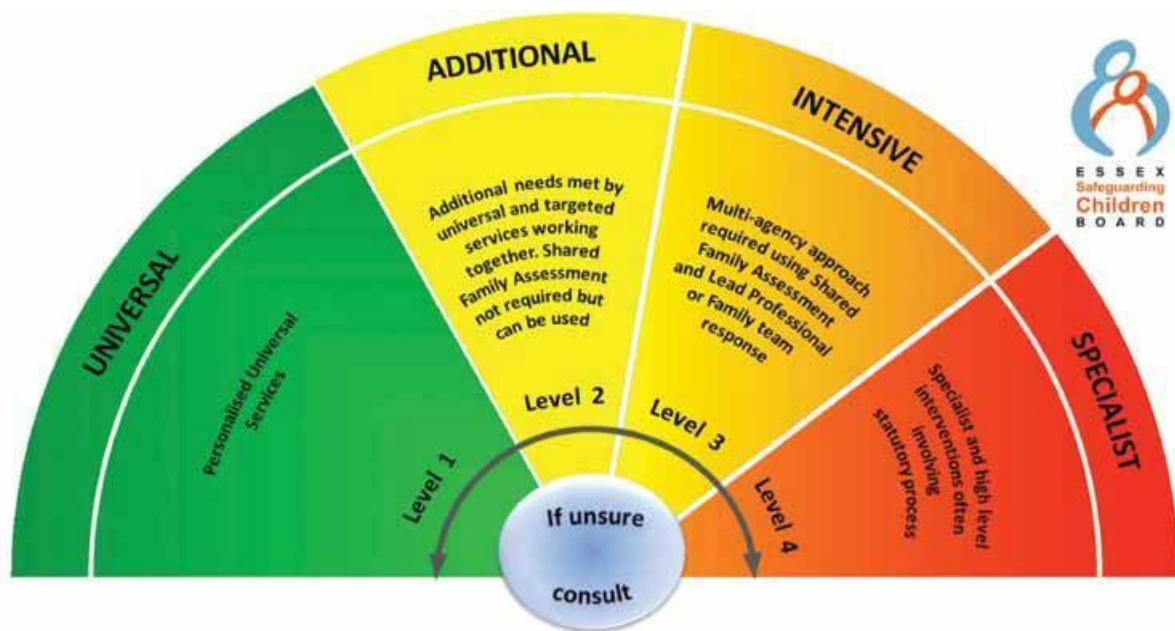 UNIVERSAL
Personalised Universal
Services
Level 1
ADDITIONAL
Additional needs met by
universal and targeted
services working
together. Shared
Family Assessment
not required but
can be used
Level 2
INTENSIVE
Multi-agency approach
required using Shared
Family Assessment
and Lead Professional
or Family team
response
Level 3
SPECIALIST
Specialist and high level
interventions often
involving
statutory process
Level 4
If unsure
consult
ESSEX
Safeguarding
Children
BOARD